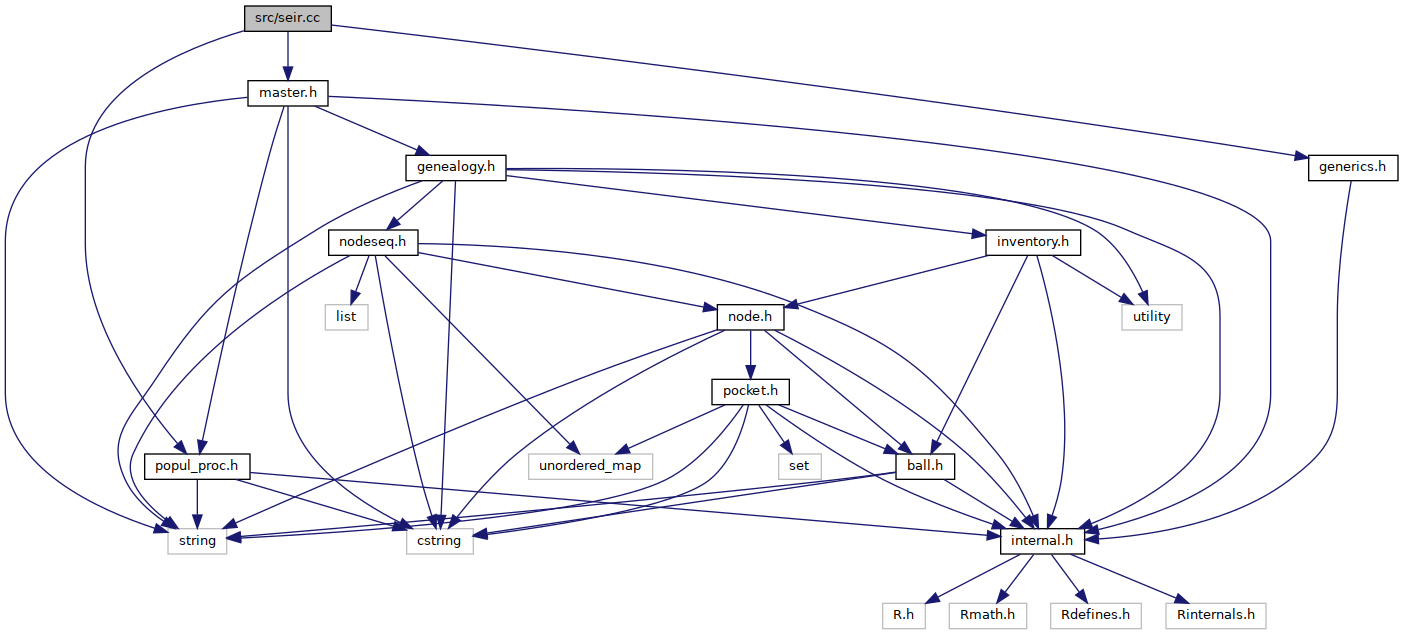 src/seir.cc
master.h
genealogy.h
generics.h
nodeseq.h
inventory.h
list
node.h
utility
pocket.h
popul_proc.h
unordered_map
set
ball.h
string
cstring
internal.h
R.h
Rmath.h
Rdefines.h
Rinternals.h